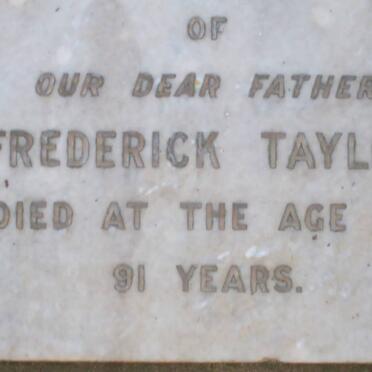 OF
OUR DEAR FATHER
FREDERICK TAYL
DIED AT THE AGE
91 YEARS.